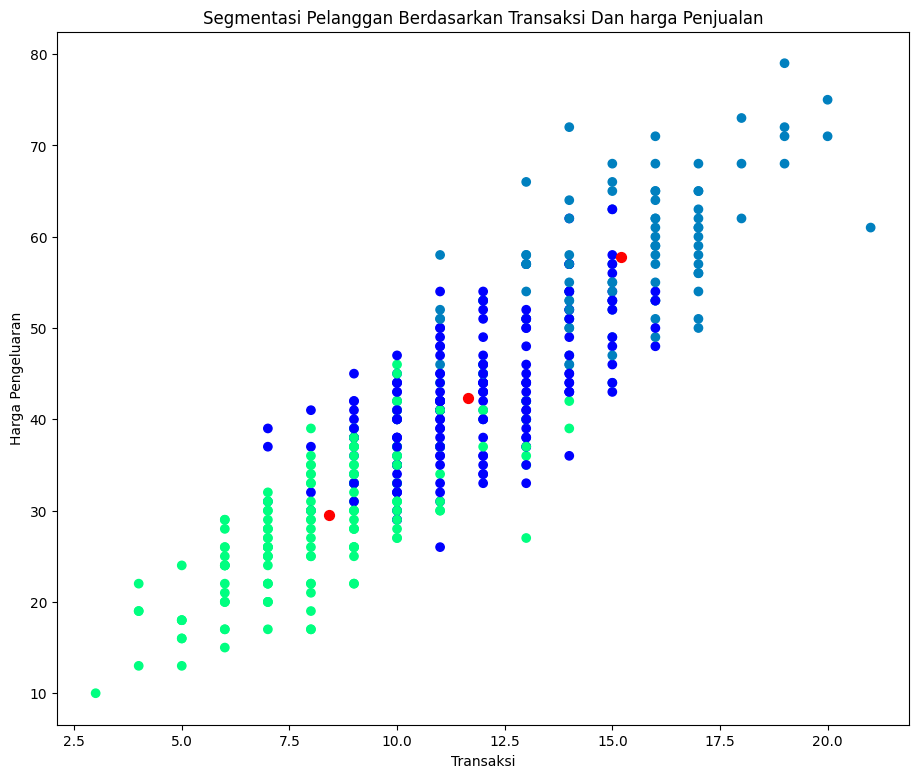 Segmentasi Pelanggan Berdasarkan Transaksi Dan harga Penjualan
80
70
60
50
40
30
20
10
Harga Pengeluaran
2.5 5.0 7.5 10.0 12.5 15.0 17.5 20.0
Transaksi